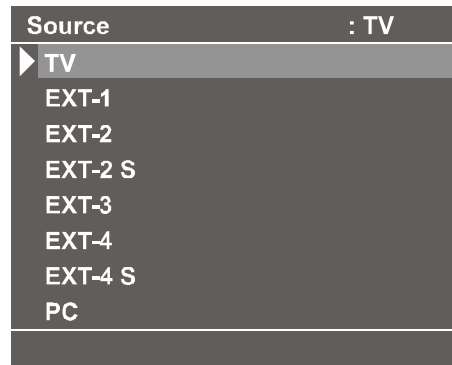 Source : TV
TV
EXT-1
EXT-2
EXT-2 S
EXT-3
EXT-4
EXT-4 S
PC